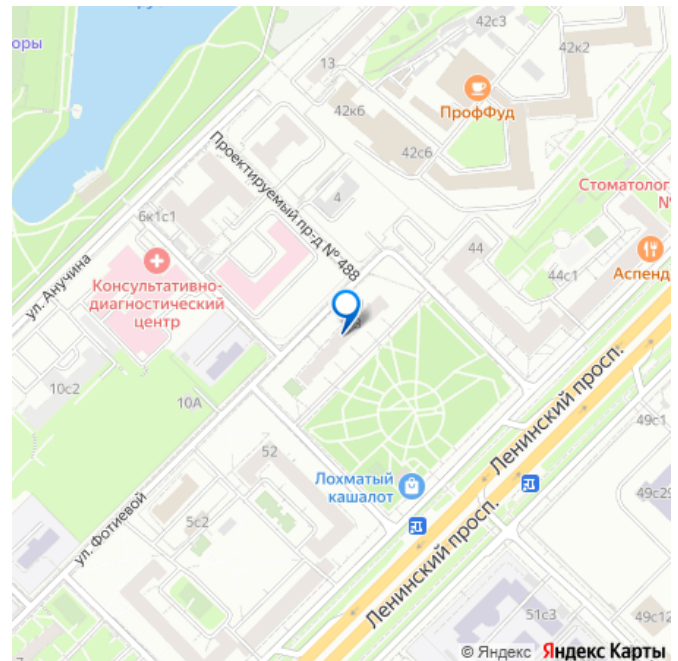 42с3
оры
42к2
13
ПрофФуд
42к6
42с6
Проектируемый пр-д № 488
Стоматолог
№
4
6к1с1
44
ул. Анучина
44с1
Аспенд
Консультативно-
диагностический
центр
10с2
10А
Ленинский просп.
49с1
52
Лохматый
кашалот
49с29
5с2
ул. Фотиевой
Ленинский просп.
51с3
49с12
© Яндекс Яндекс Карты